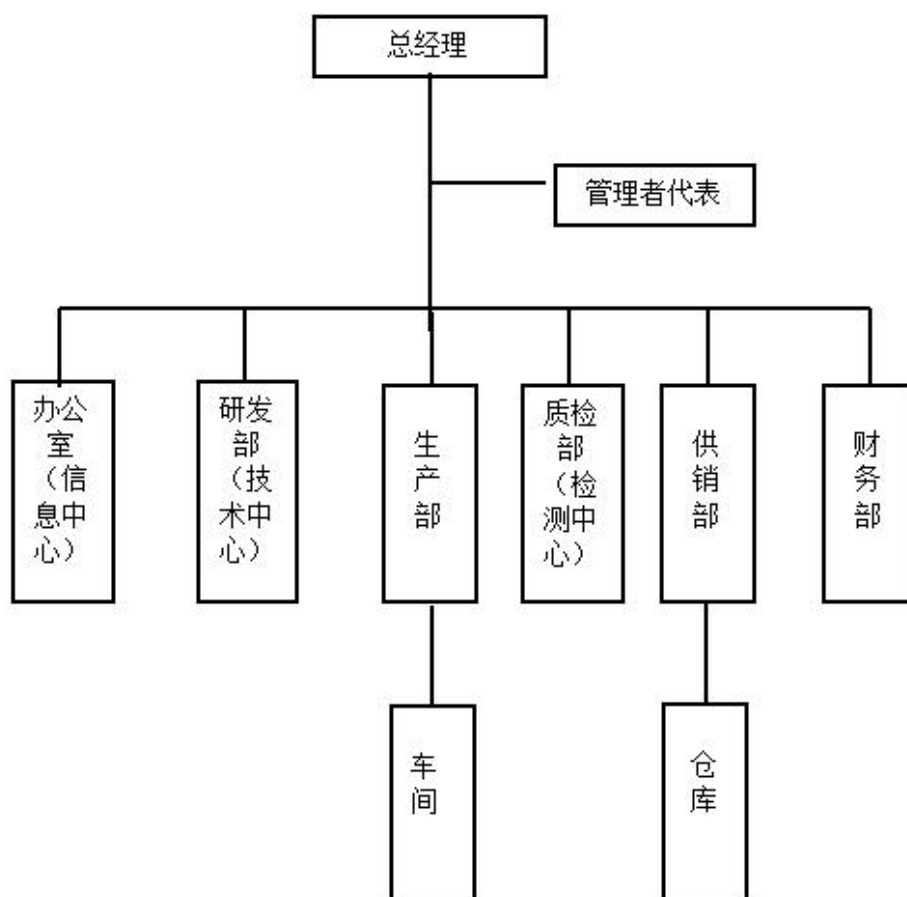 总经理
管理者代表
办公
室
（信
息中
心）
研发
部
（技
术中
心）
生
产
部
质检
部
（检
测中
心）
供
销
部
财
务
部
车
间
仓
库